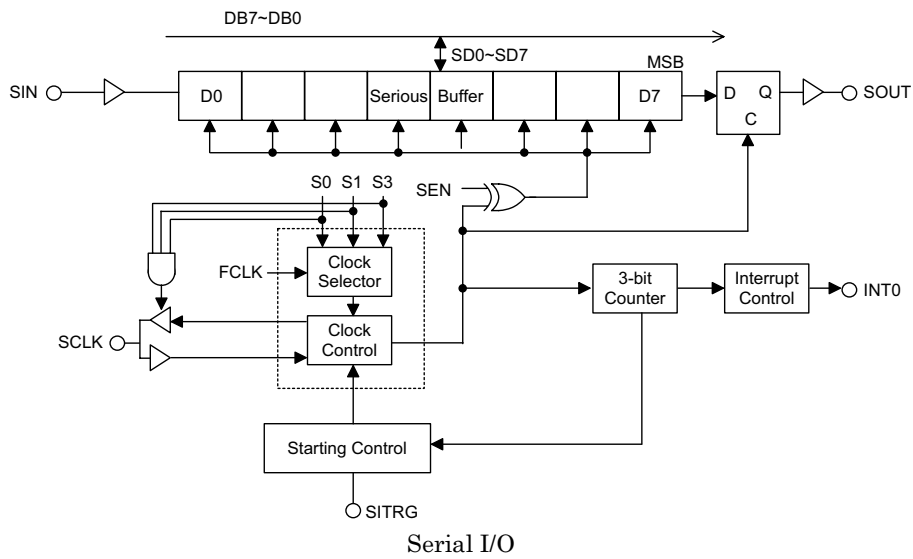 DB7~DB0
SD0~SD7
MSB
SIN
D0
Serious
Buffer
D7
D Q
C
SOUT
S0 S1 S3
SEN
FCLK
Clock
Selector
3-bit
Counter
Interrupt
Control
INT0
SCLK
Clock
Control
Starting Control
SITRG
Serial I/O